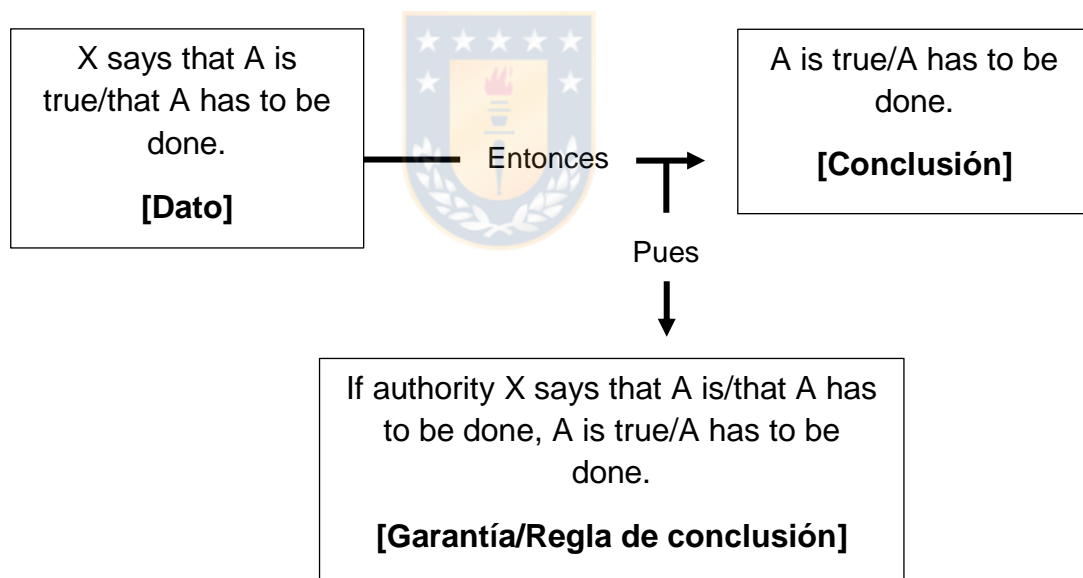 X says that A is
true/that A has to be
done.
[Dato]
Entonces
A is true/A has to be
done.
[Conclusión]
Pues
If authority X says that A is/that A has
to be done, A is true/A has to be
done.
[Garantía/Regla de conclusión]